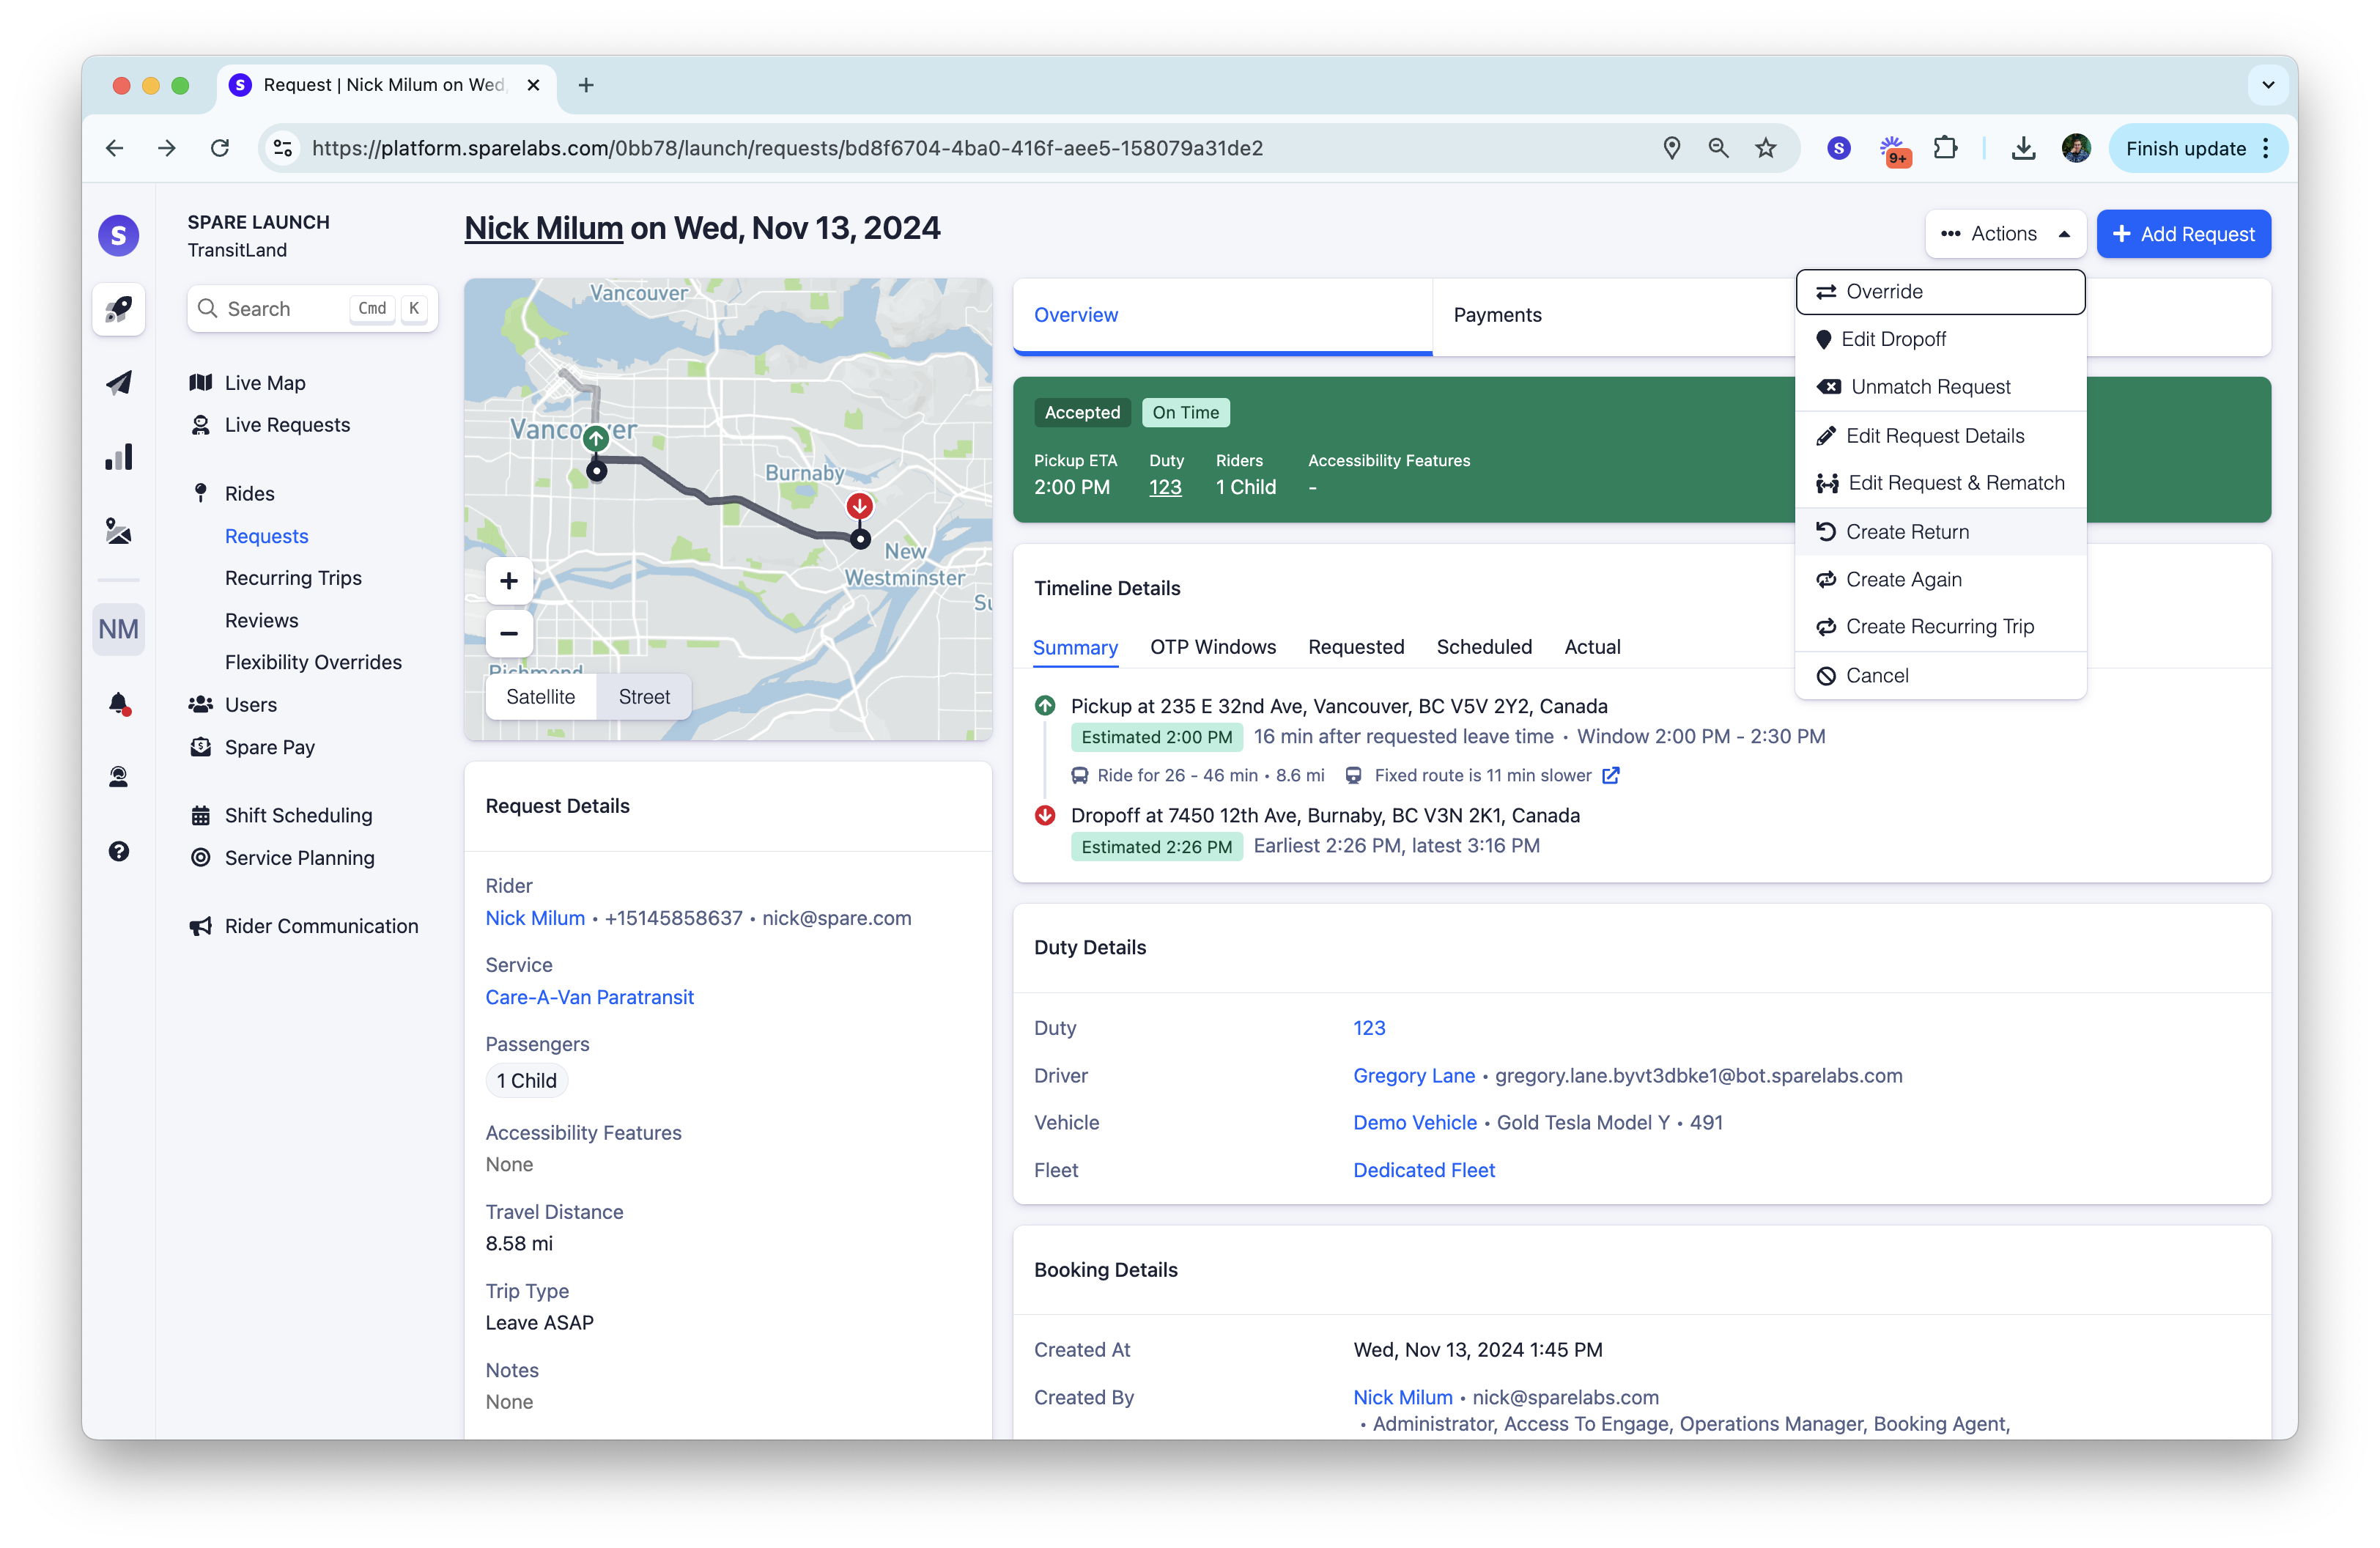 Request | Nick Milum on Wed,
https://platform.sparelabs.com/0bb78/launch/requests/bd8f6704-4ba0-416f-aee5-158079a31de2
S
9+
Finish update
S
SPARE LAUNCH
TransitLand
Search Cmd K
Live Map
Live Requests
Rides
Requests
Recurring Trips
Reviews
Flexibility Overrides
Users
Spare Pay
Shift Scheduling
Service Planning
Rider Communication
NM
Nick Milum on Wed, Nov 13, 2024
Actions
Add Request
Override
Edit Dropoff
Unmatch Request
Edit Request Details
Edit Request & Rematch
Create Return
Create Again
Create Recurring Trip
Cancel
Vancouver
Vancouver
Burnaby
New
Westminster
Su
Richmond
Satellite Street
Request Details
Rider
Nick Milum • +15145858637 • nick@spare.com
Service
Care-A-Van Paratransit
Passengers
1 Child
Accessibility Features
None
Travel Distance
8.58 mi
Trip Type
Leave ASAP
Notes
None
Overview Payments
Accepted On Time
Pickup ETA Duty Riders Accessibility Features
2:00 PM 123 1 Child -
Timeline Details
Summary OTP Windows Requested Scheduled Actual
Pickup at 235 E 32nd Ave, Vancouver, BC V5V 2Y2, Canada
Estimated 2:00 PM 16 min after requested leave time • Window 2:00 PM - 2:30 PM
Ride for 26 - 46 min • 8.6 mi Fixed route is 11 min slower
Dropoff at 7450 12th Ave, Burnaby, BC V3N 2K1, Canada
Estimated 2:26 PM Earliest 2:26 PM, latest 3:16 PM
Duty Details
Duty 123
Driver Gregory Lane • gregory.lane.byvt3dbke1@bot.sparelabs.com
Vehicle Demo Vehicle • Gold Tesla Model Y • 491
Fleet Dedicated Fleet
Booking Details
Created At Wed, Nov 13, 2024 1:45 PM
Created By Nick Milum • nick@sparelabs.com
• Administrator, Access To Engage, Operations Manager, Booking Agent,